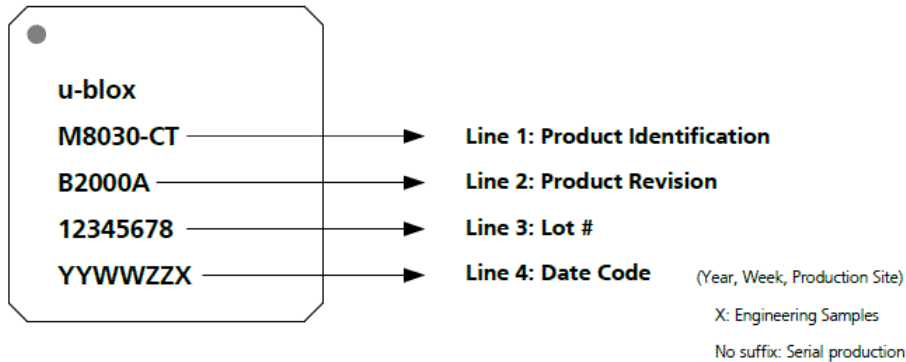 u-blox
M8030-CT Line 1: Product Identification
B2000A Line 2: Product Revision
12345678 Line 3: Lot #
YYWWZZX Line 4: Date Code (Year, Week, Production Site)
X: Engineering Samples
No suffix: Serial production